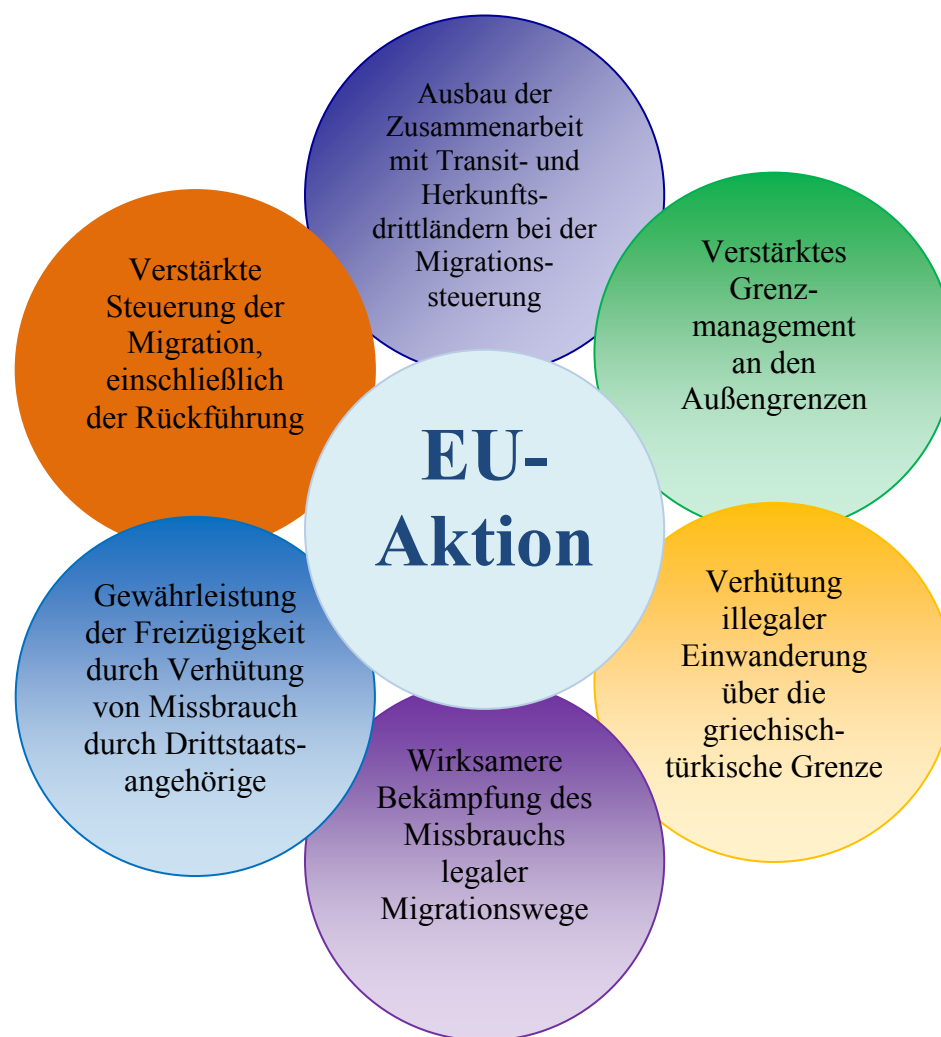 Ausbau der
Zusammenarbeit
mit Transit- und
Herkunfts-
drittländern bei der
Migrations-
steuerung
Verstärktes
Grenz-
management
an den
Außengrenzen
Verhütung
illegaler
Einwanderung
über die
griechisch-
türkische Grenze
Wirksamere
Bekämpfung des
Missbrauchs
legaler
Migrationswege
Gewährleistung
der Freizügigkeit
durch Verhütung
von Missbrauch
durch Drittstaats-
angehörige
Verstärkte
Steuerung der
Migration,
einschließlich
der Rückführung
EU-
Aktion